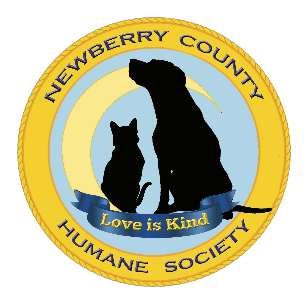 NEWBERRY COUNTY
Love is Kind
HUMANE SOCIETY